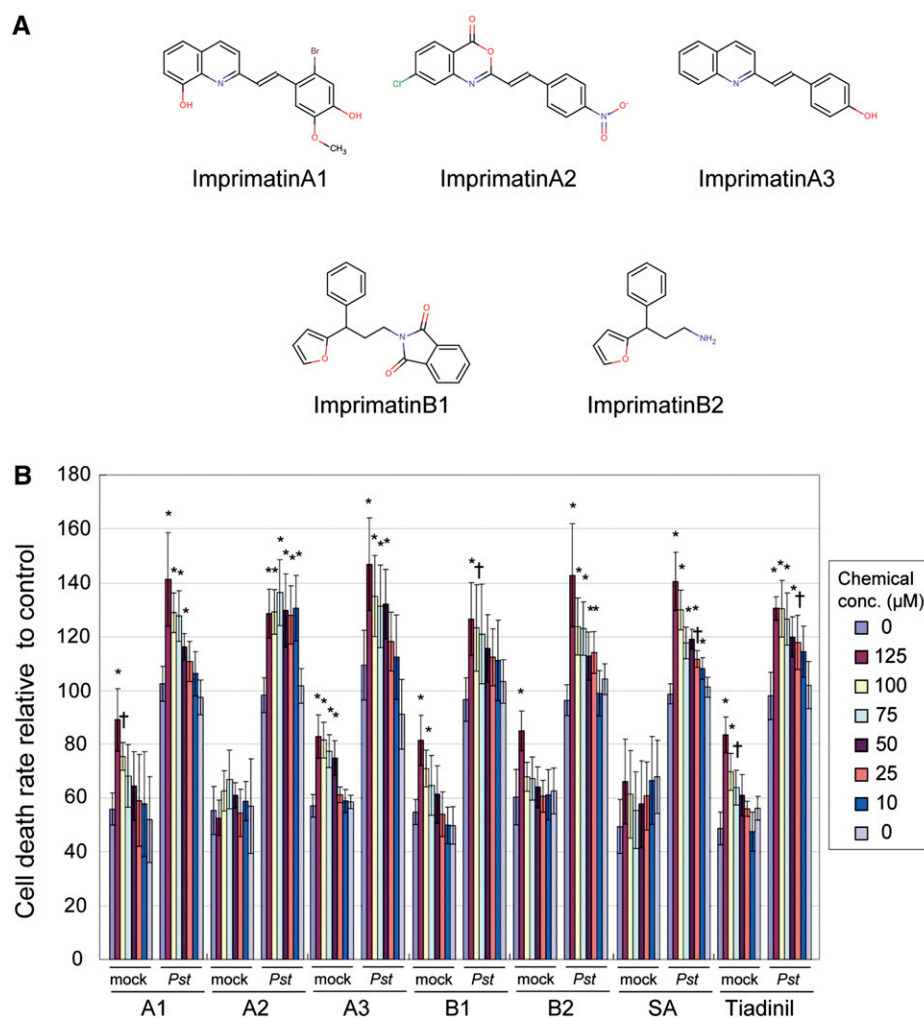 A
Br
N
OH
OH
O
CH3
ImprimatinA1
O
O
Cl
N
N+
O-
O
ImprimatinA2
N
OH
ImprimatinA3
O
O
N
O
ImprimatinB1
O
NH2
ImprimatinB2
B
Cell death rate relative to control
180
160
140
120
100
80
60
40
20
0
* † * * * * * * * * * * * * * * * * * * * * * * † * * * * * * * * * * † * * * † * * * * †
mock Pst mock Pst mock Pst mock Pst mock Pst mock Pst mock Pst
A1 A2 A3 B1 B2 SA Tiadinil
Chemical
conc. (µM)
0
125
100
75
50
25
10
0